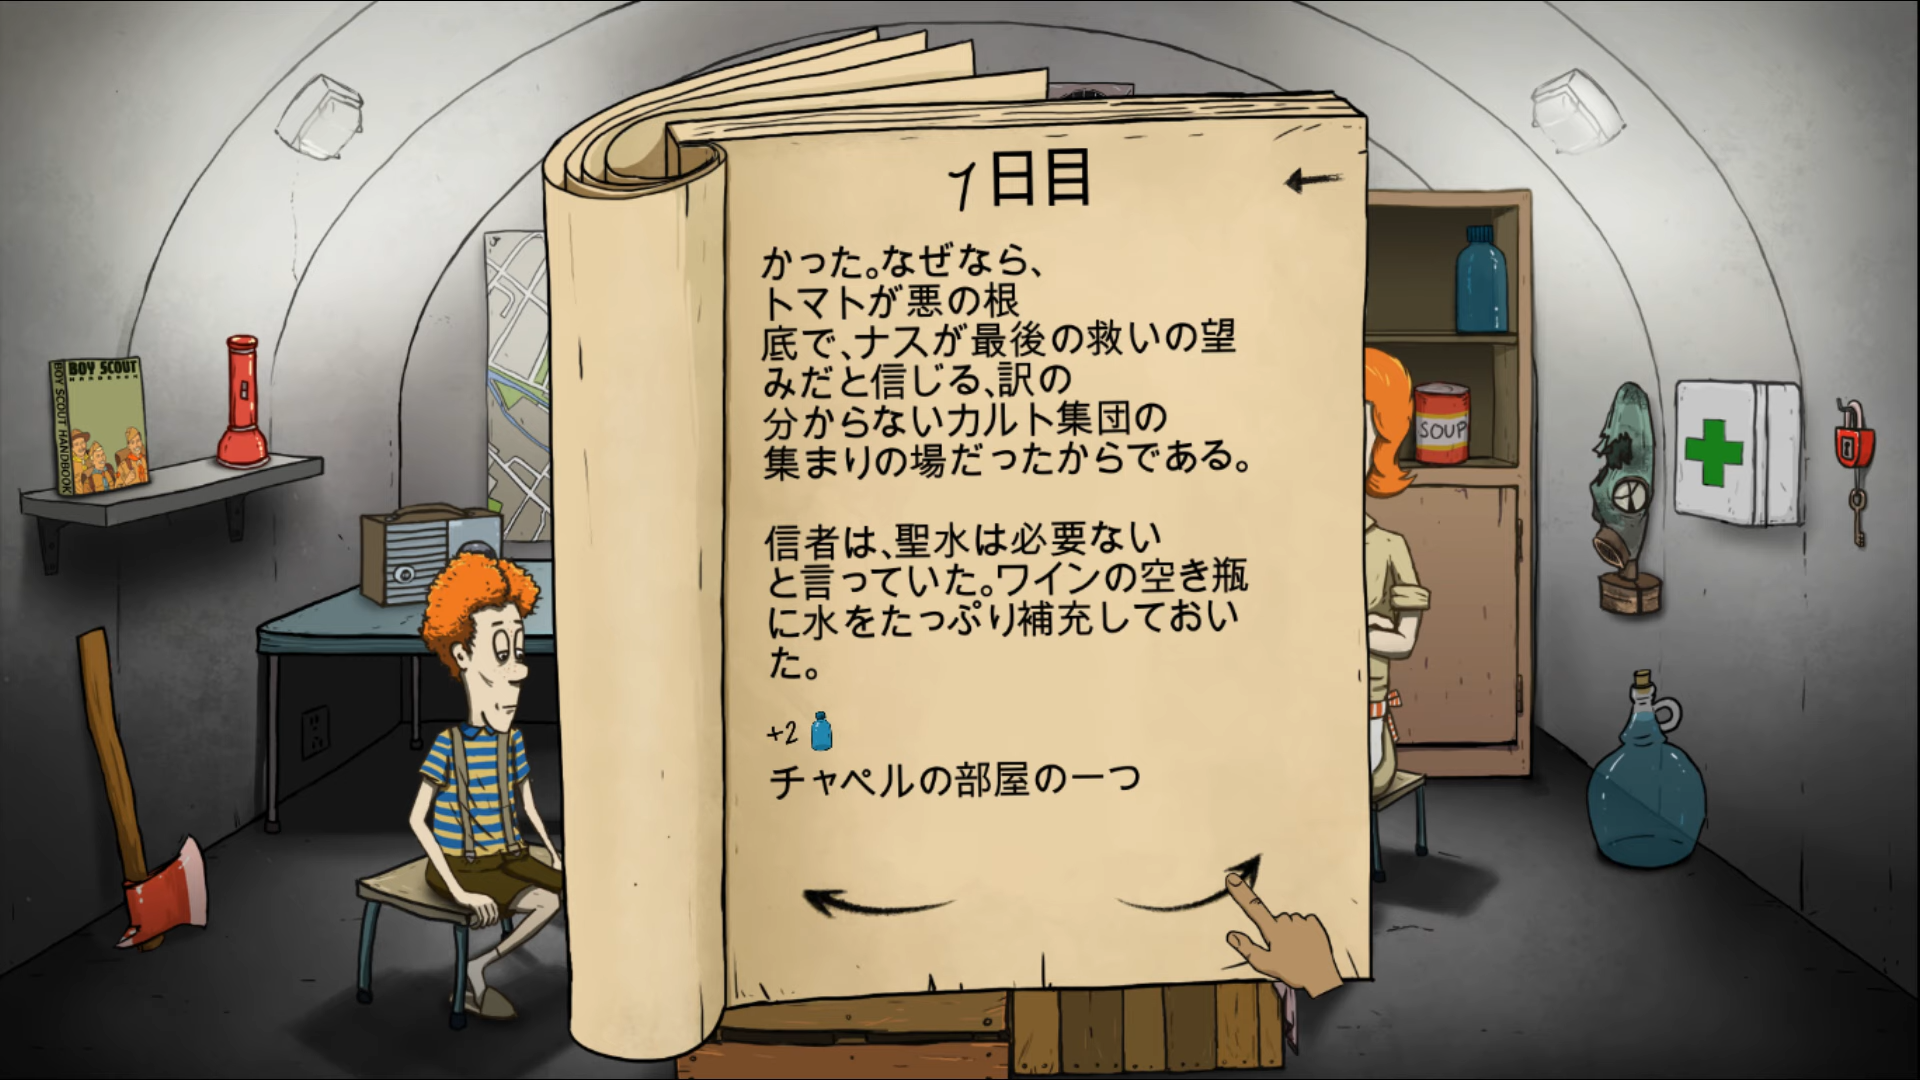 1日目
かった。なぜなら、
トマトが悪の根
底で、ナスが最後の救いの望
みだと信じる、訳の
分からないカルト集団の
集まりの場だったからである。
信者は、聖水は必要ない
と言っていた。ワインの空き瓶
に水をたっぷり補充しておい
た。
+2
チャペルの部屋の一つ
BOY SCOUT
HANDBOOK
BOY SCOUT HANDBOOK
SOUP